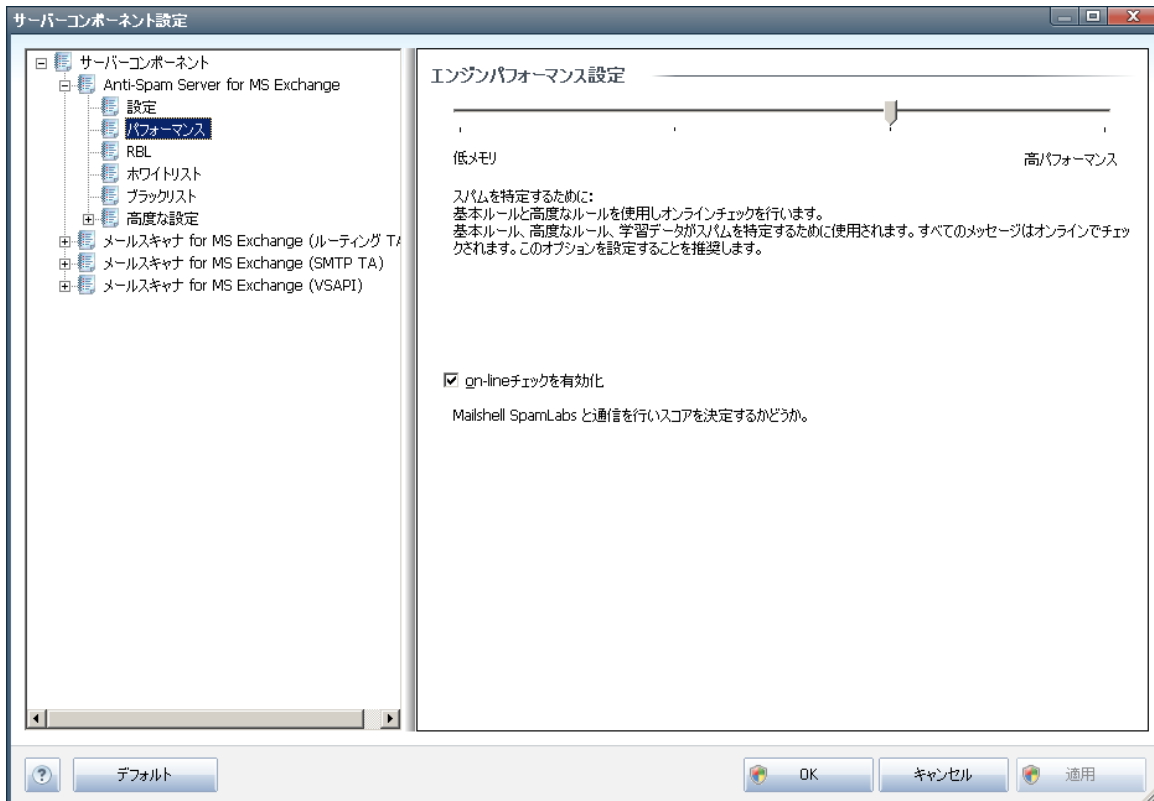 サーバーコンポーネント設定
サーバーコンポーネント
Anti-Spam Server for MS Exchange
設定
パフォーマンス
RBL
ホワイトリスト
ブラックリスト
高度な設定
メールスキャナ for MS Exchange (ルーティング TA
メールスキャナ for MS Exchange (SMTP TA)
メールスキャナ for MS Exchange (VSAPI)
エンジンパフォーマンス設定
低メモリ
高パフォーマンス
スパムを特定するために:
基本ルールと高度なルールを使用しオンラインチェックを行います。
基本ルール、高度なルール、学習データがスパムを特定するために使用されます。すべてのメッセージはオンラインでチェッ
クされます。このオプションを設定することを推奨します。
on-lineチェックを有効化
Mailshell SpamLabs と通信を行いスコアを決定するかどうか。
?
デフォルト
OK
キャンセル
適用